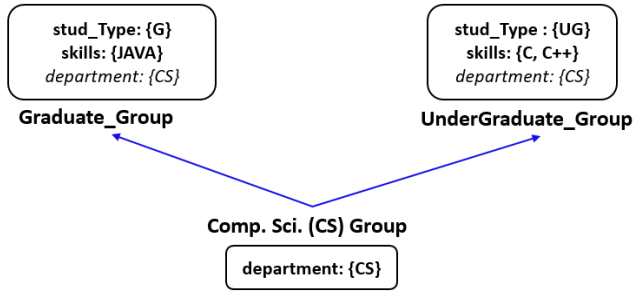 stud_Type: {G}
skills: {JAVA}
department: {CS}
Graduate_Group
stud_Type : {UG}
skills: {C, C++}
department: {CS}
UnderGraduate_Group
Comp. Sci. (CS) Group
department: {CS}